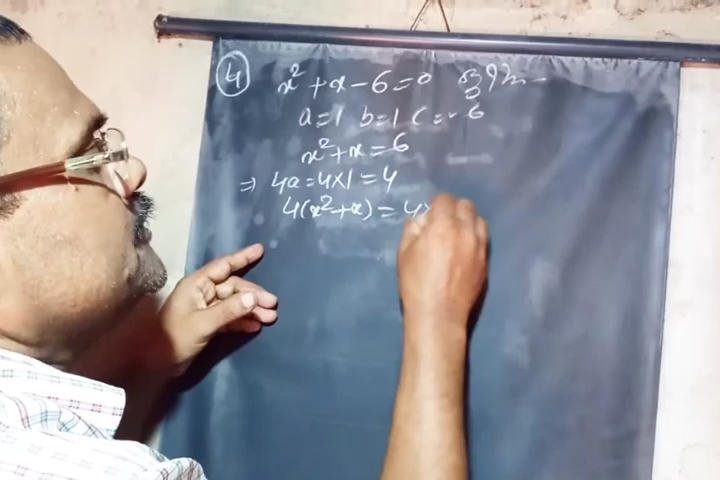 4 x² + x - 6 = 0
a = 1 b = 1 c = - 6
x² + x = 6
⇒ 4a = 4×1 = 4
4(x² + x) = 4×